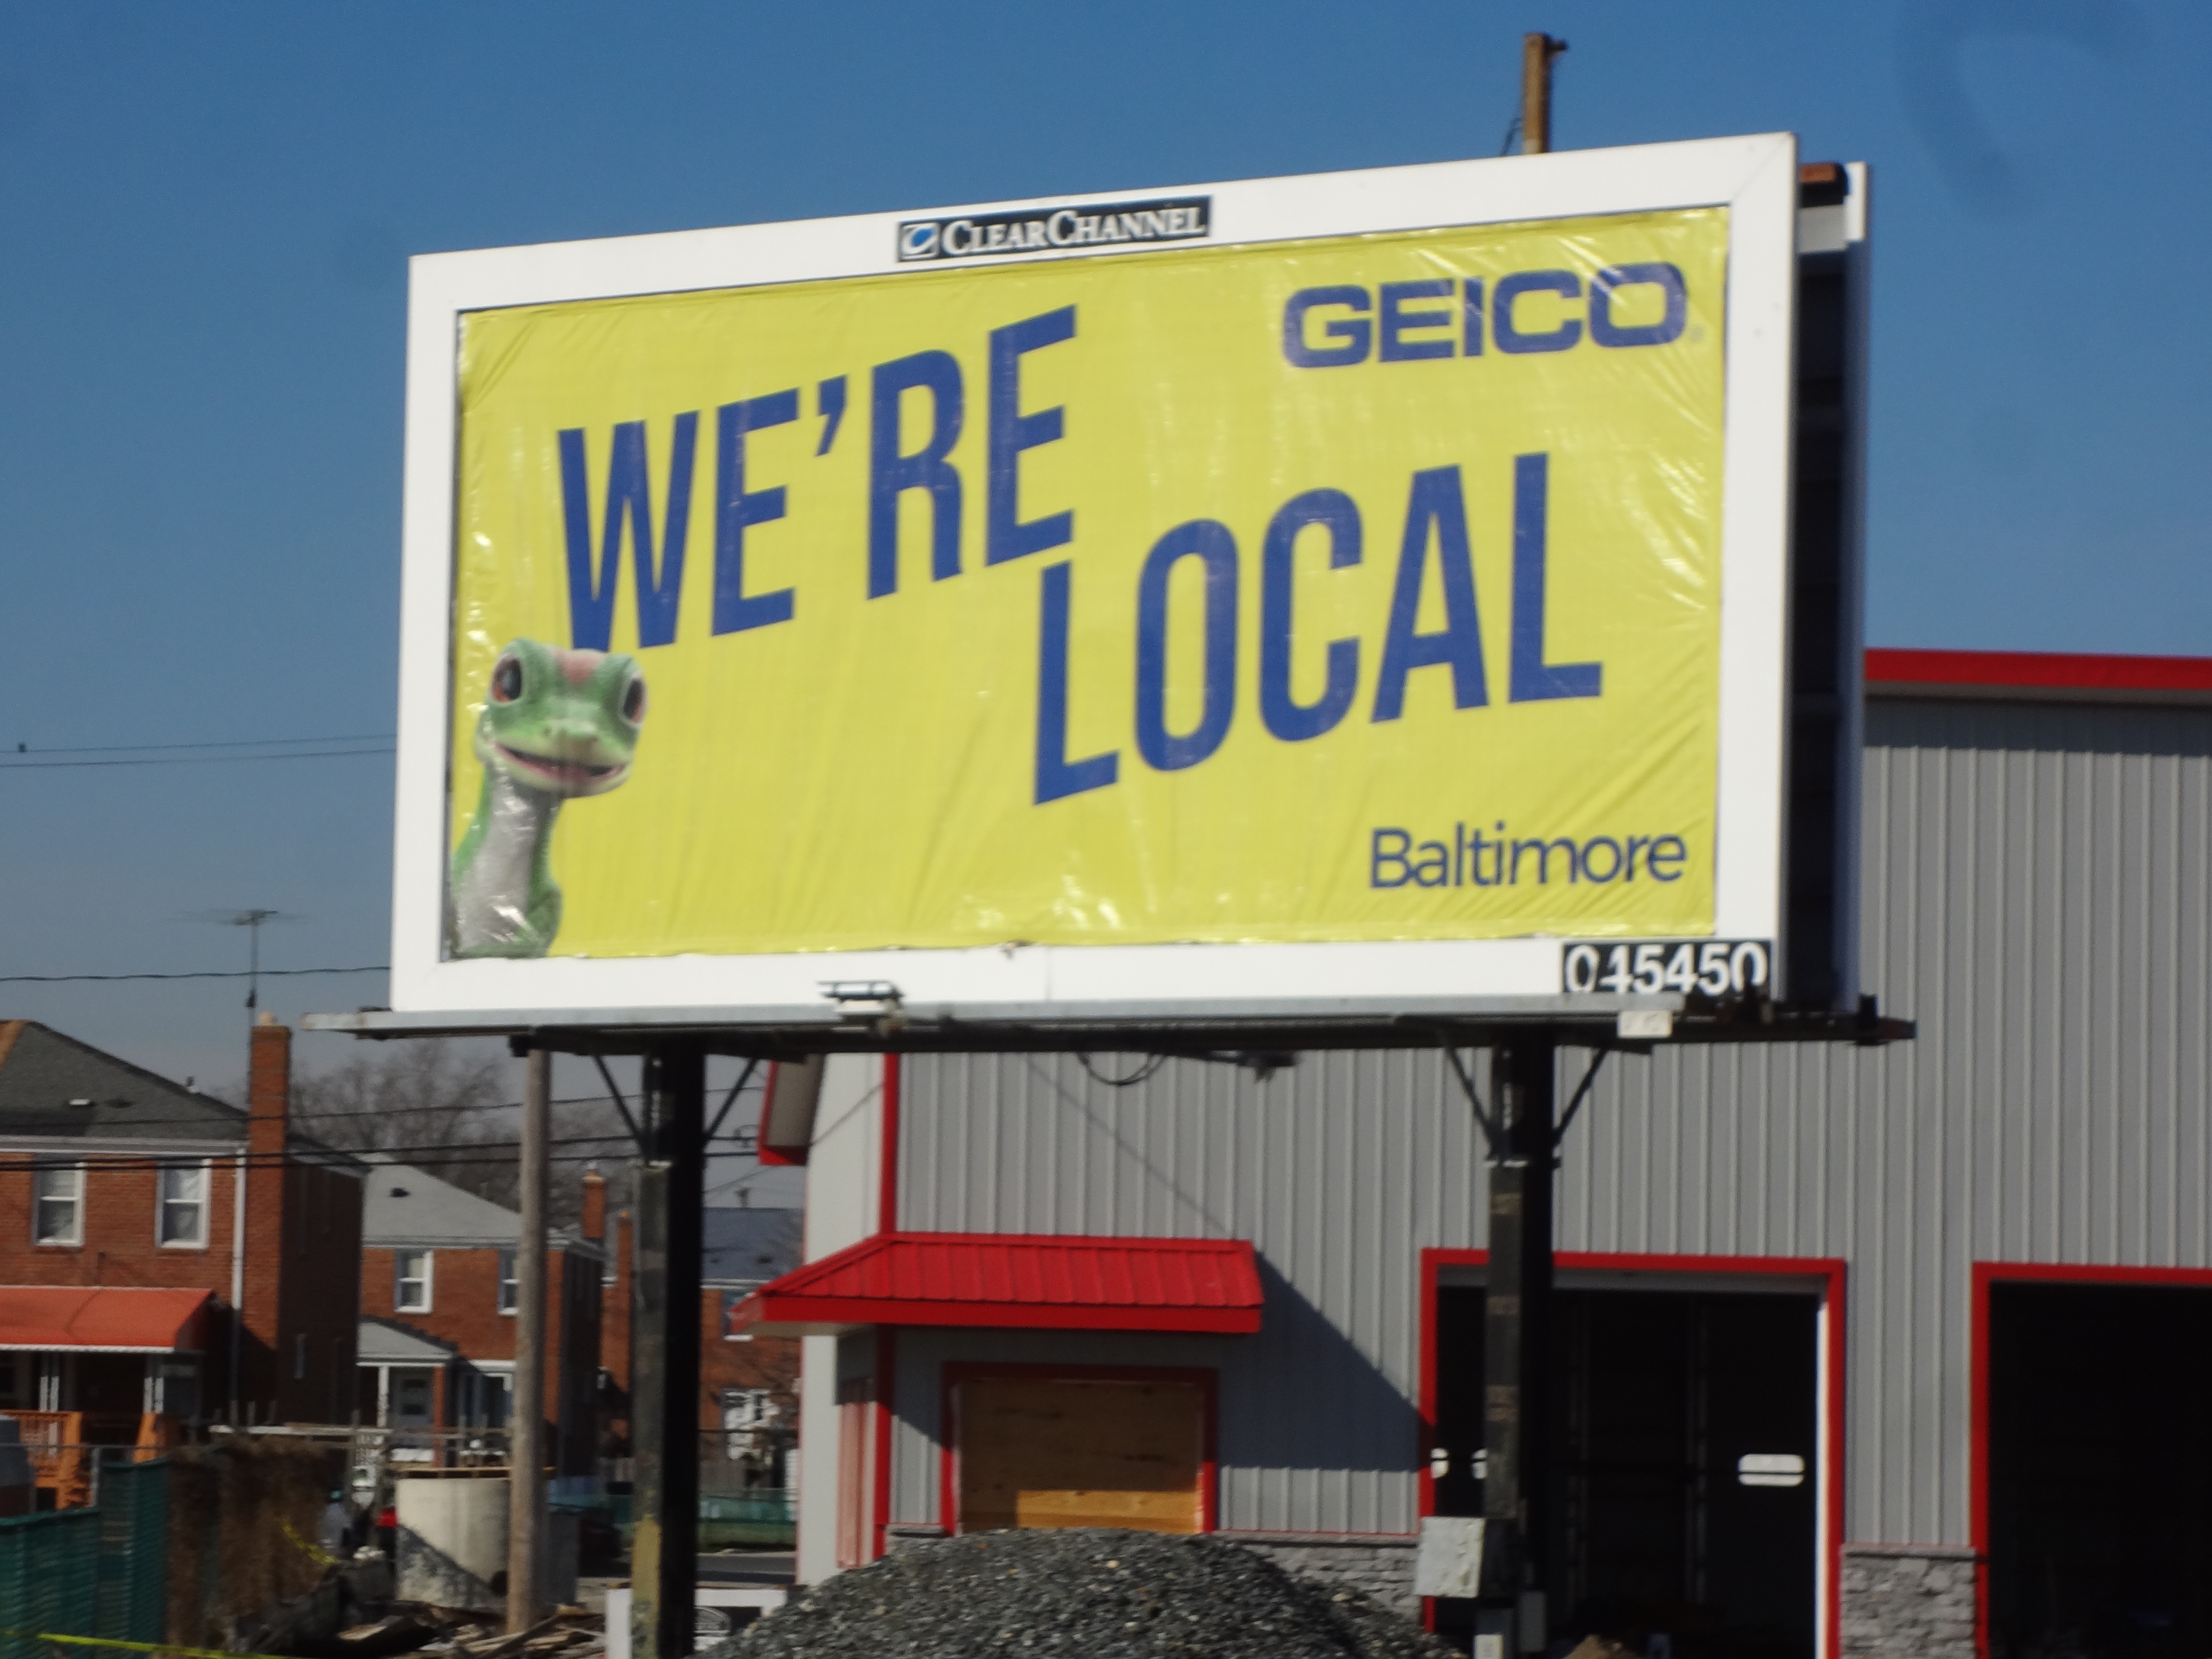 CLEARCHANNEL
GEICO
WE'RE
LOCAL
Baltimore
045450